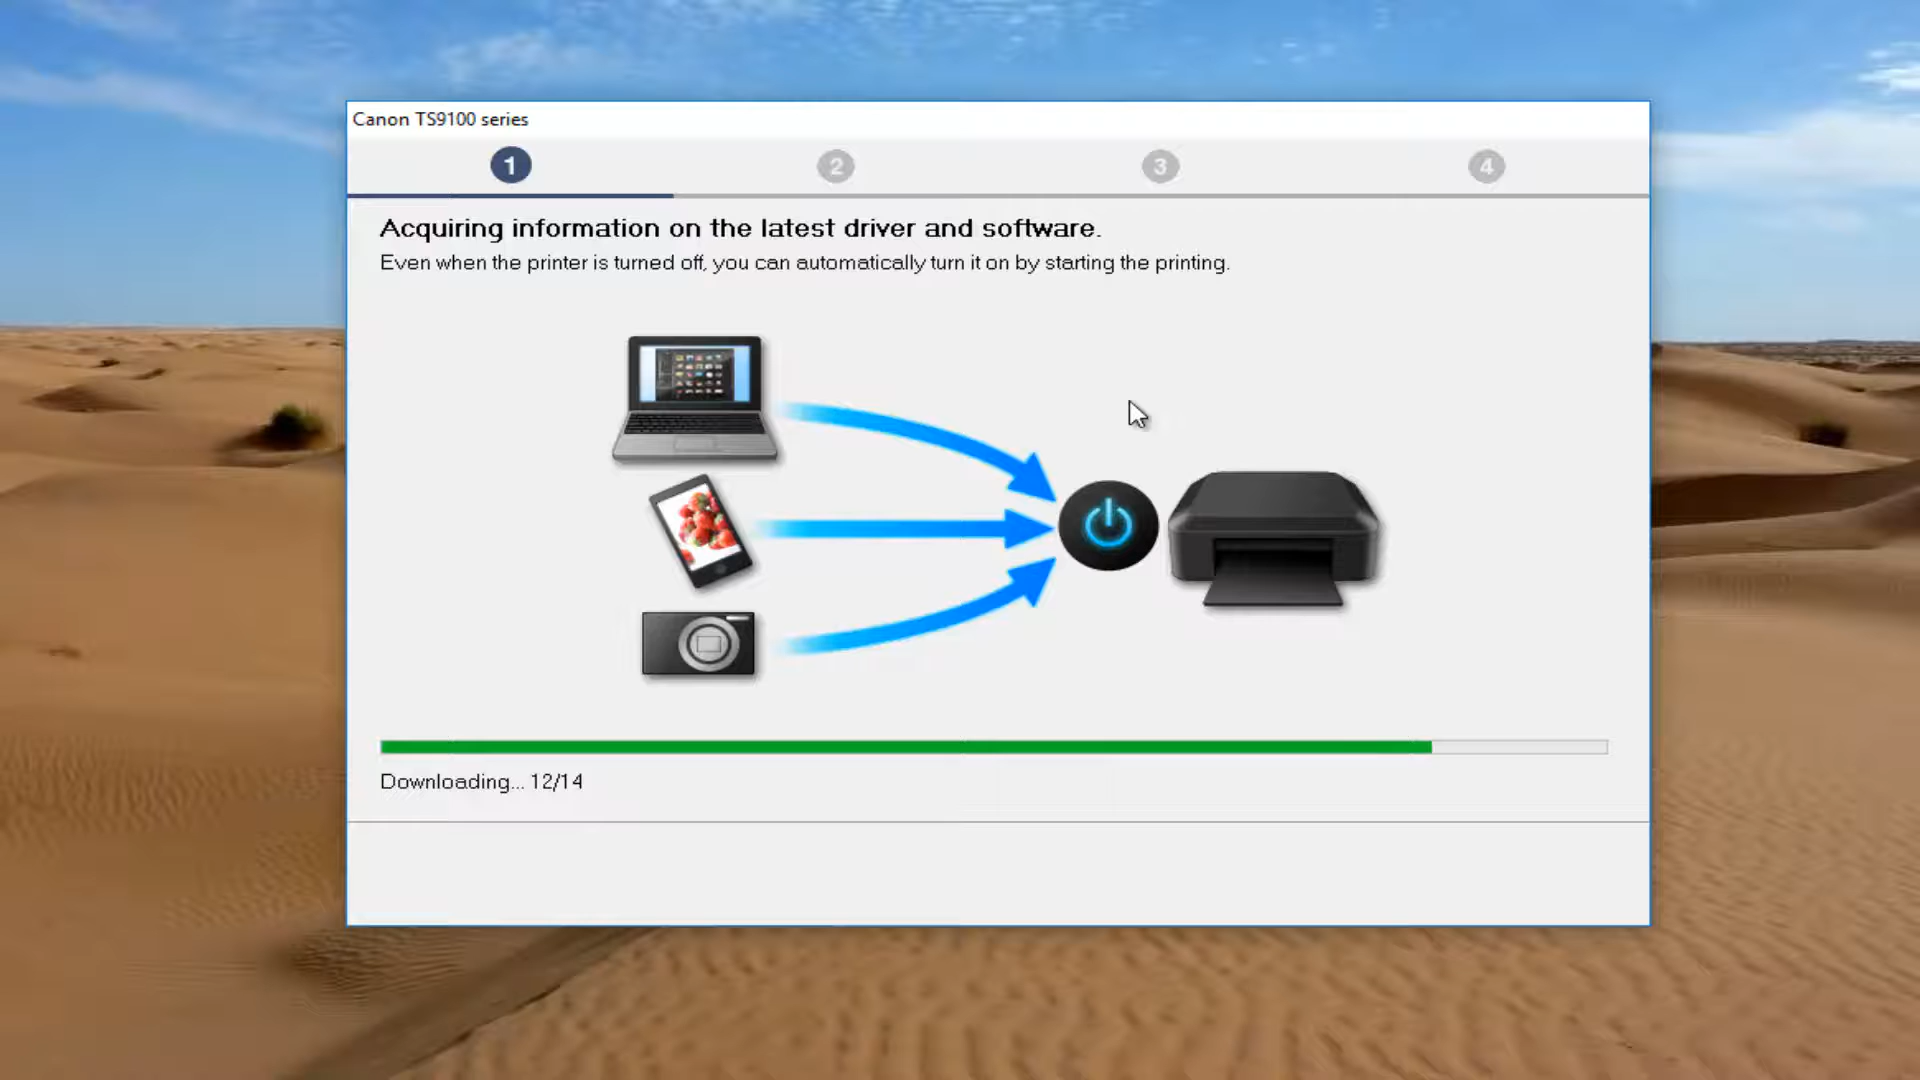 Canon TS9100 series
1
2
3
4
Acquiring information on the latest driver and software.
Even when the printer is turned off, you can automatically turn it on by starting the printing.
Downloading... 12/14